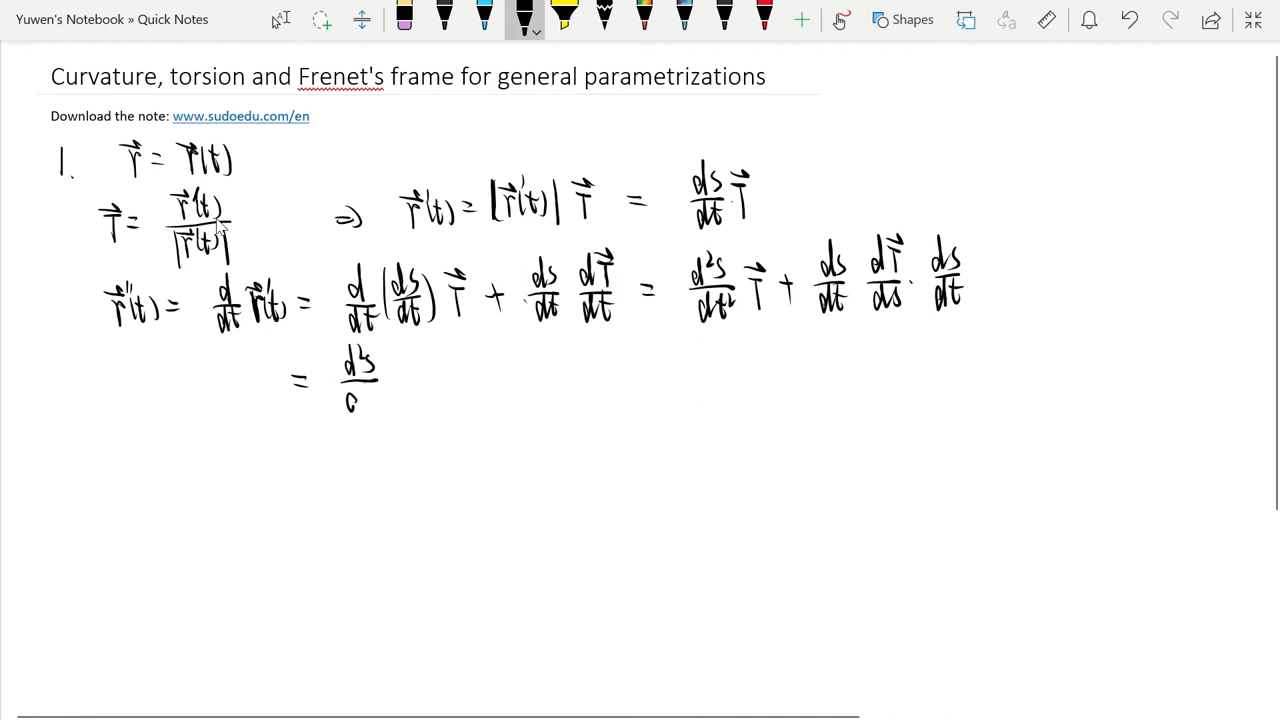 Yuwen's Notebook » Quick Notes
Shapes
Curvature, torsion and Frenet's frame for general parametrizations
Download the note: www.sudoedu.com/en
1. r⃗ = r⃗(t)
T⃗ = r⃗'(t) / |r⃗'(t)| ⇒ r⃗'(t) = |r⃗'(t)| T⃗ = ds/dt T⃗
r⃗''(t) = d/dt r⃗'(t) = d/dt (ds/dt) T⃗ + ds/dt dT⃗/dt = d²s/dt² T⃗ + ds/dt dT⃗/ds · ds/dt
= d²s